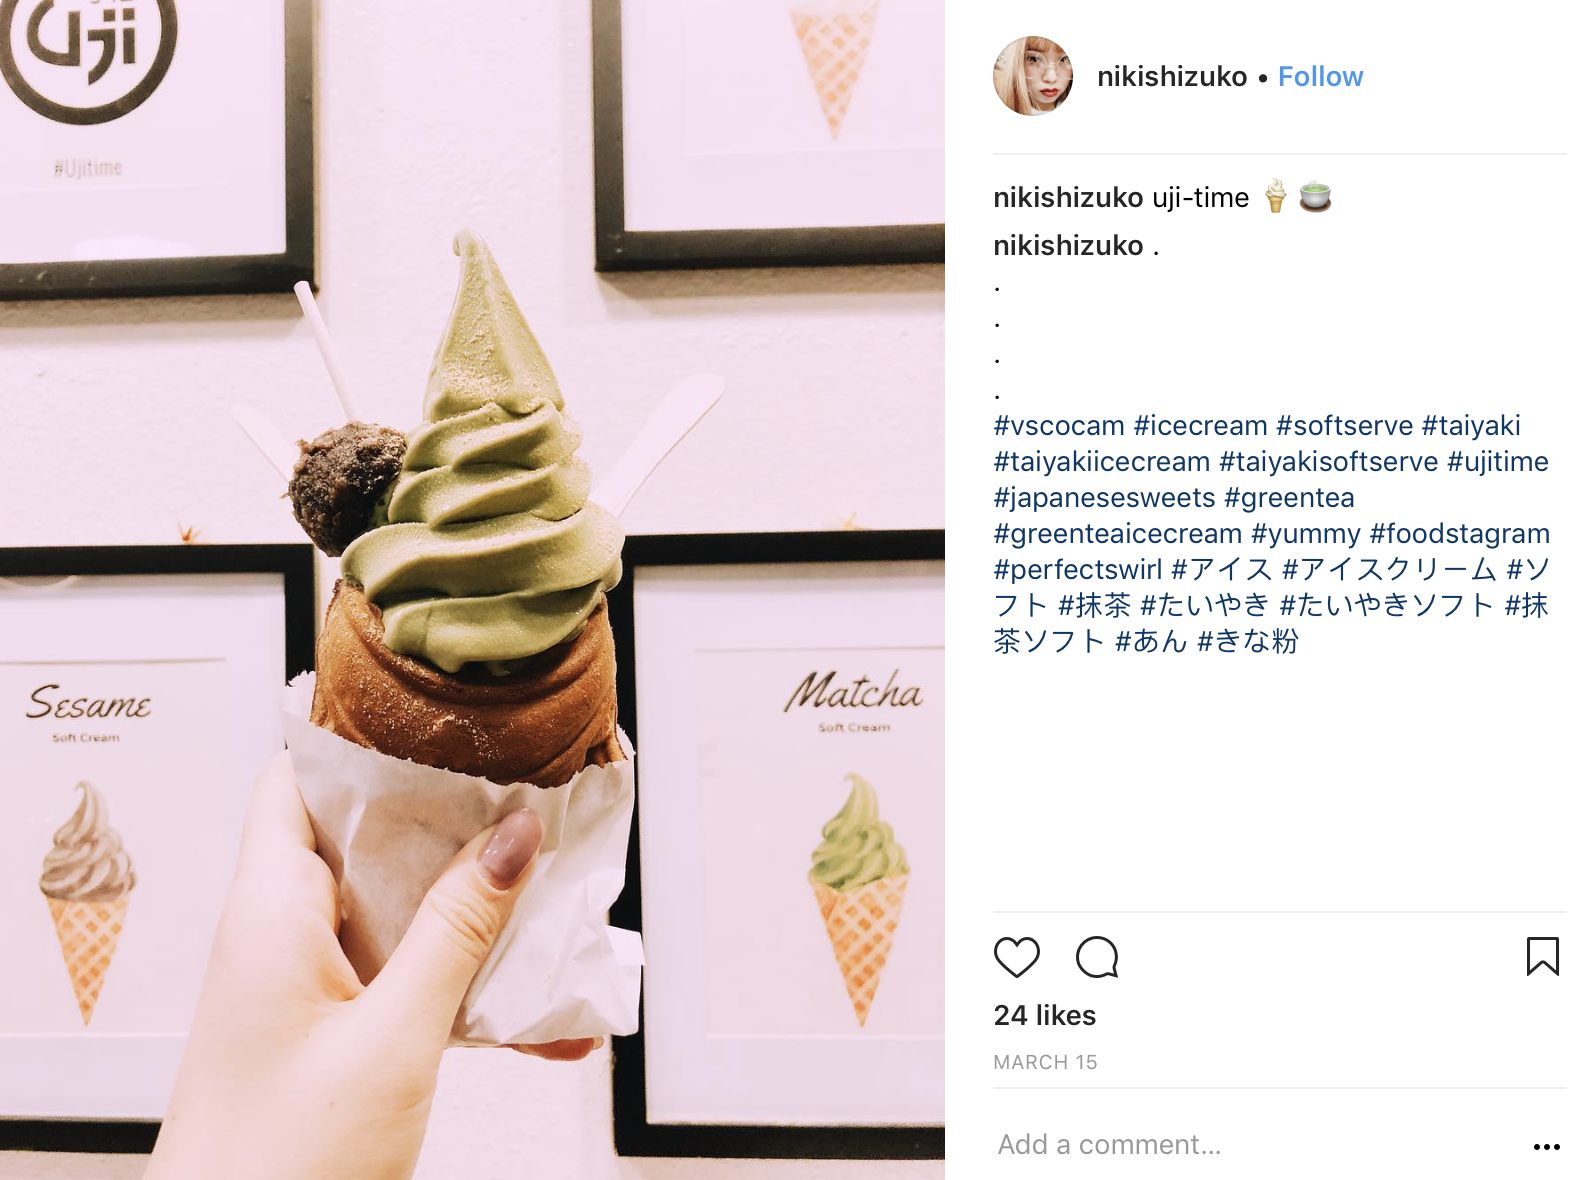 uji
#Ujitime
Sesame
Soft Cream
Matcha
Soft Cream
nikishizuko • Follow
nikishizuko uji-time 🍦 🍵
nikishizuko .
.
.
.
.
#vscocam #icecream #softserve #taiyaki
#taiyakiicecream #taiyakisoftserve #ujitime
#japanesesweets #greentea
#greenteaicecream #yummy #foodstagram
#perfectswirl #アイス #アイスクリーム #ソ
フト #抹茶 #たいやき #たいやきソフト #抹
茶ソフト #あん #きな粉
24 likes
MARCH 15
Add a comment...